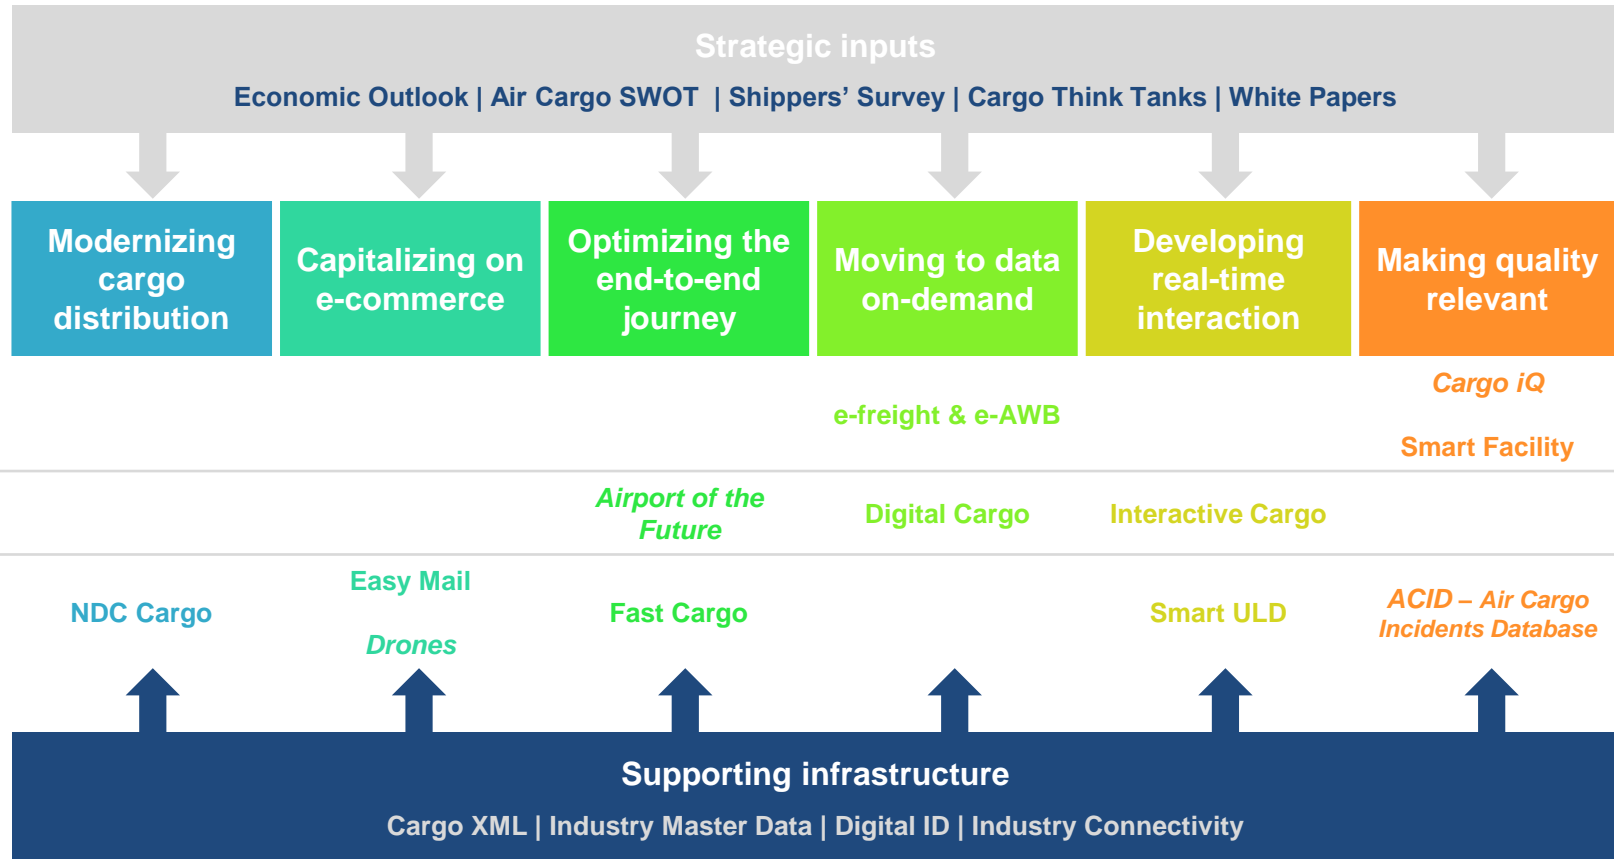 Strategic inputs
Economic Outlook | Air Cargo SWOT | Shippers’ Survey | Cargo Think Tanks | White Papers
Modernizing
cargo
distribution
Capitalizing on
e-commerce
Optimizing the
end-to-end
journey
Moving to data
on-demand
Developing
real-time
interaction
Making quality
relevant
e-freight & e-AWB
Cargo iQ
Smart Facility
Airport of the
Future
Digital Cargo
Interactive Cargo
NDC Cargo
Easy Mail
Drones
Fast Cargo
Smart ULD
ACID – Air Cargo
Incidents Database
Supporting infrastructure
Cargo XML | Industry Master Data | Digital ID | Industry Connectivity